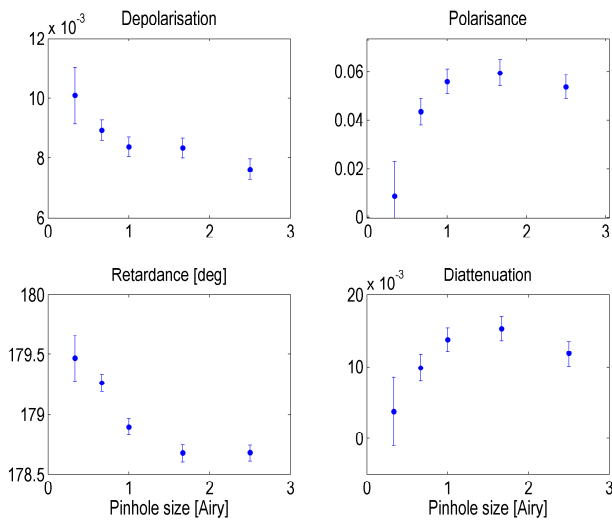 Depolarisation
12 x 10^-3
10
8
6
0 1 2 3
Polarisance
0.06
0.04
0.02
0
0 1 2 3
Retardance [deg]
180
179.5
179
178.5
0 1 2 3
Pinhole size [Airy]
Diattenuation
x 10^-3
20
10
0
0 1 2 3
Pinhole size [Airy]